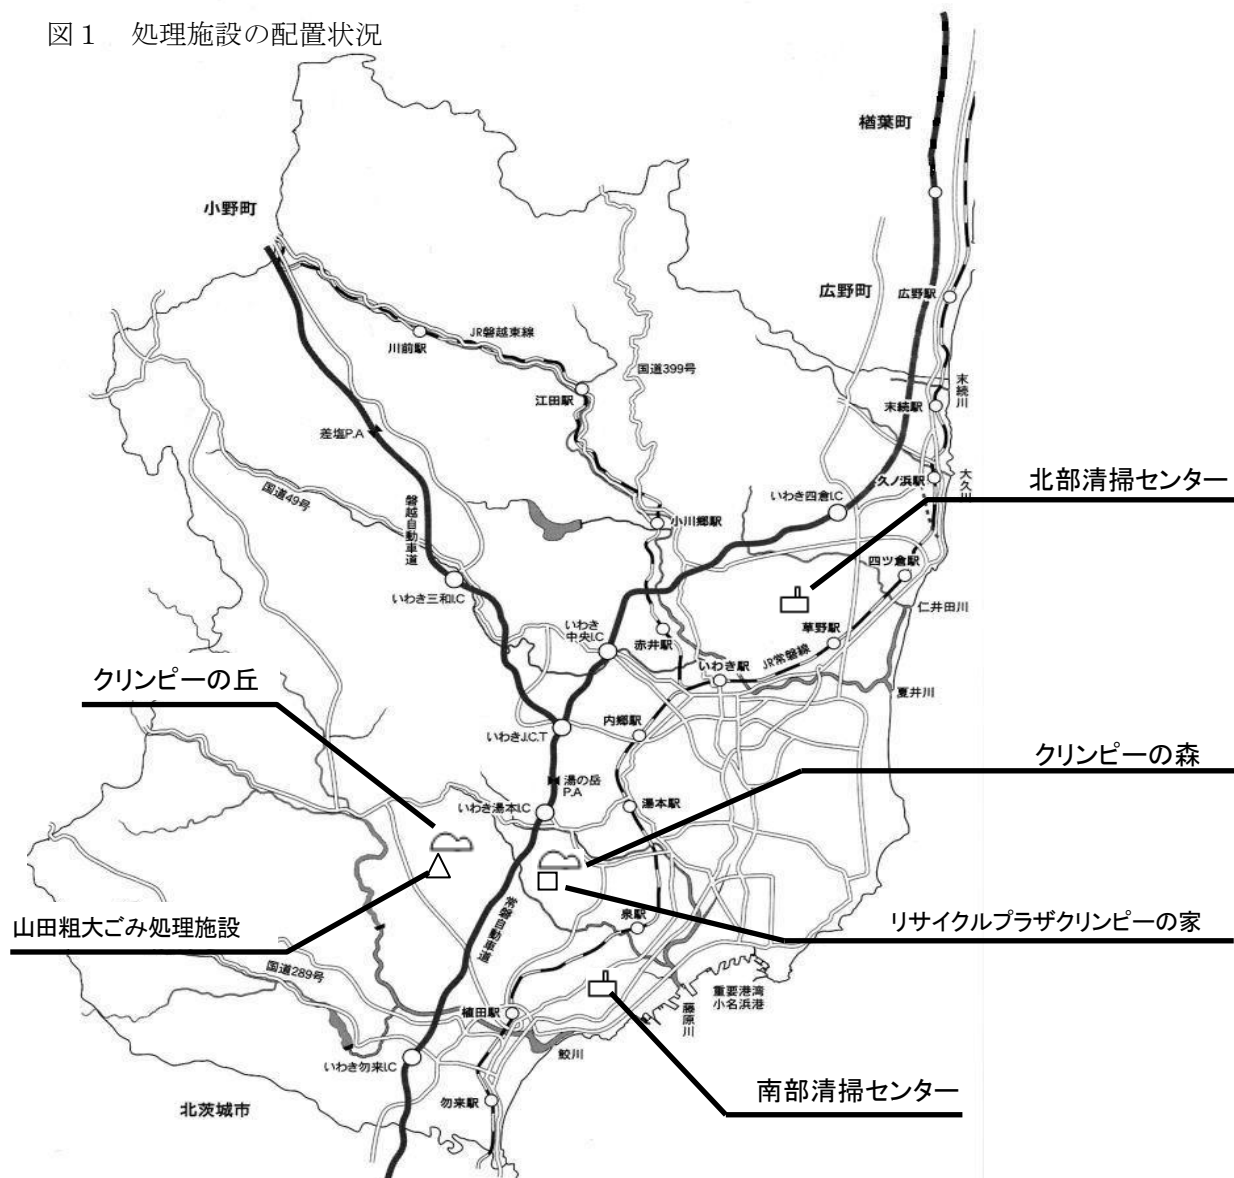 図1 処理施設の配置状況
楢葉町
小野町
広野町
広野駅
JR磐越東線
川前駅
国道399号
末続川
江田駅
末続駅
差塩P.A
大久川
久ノ浜駅
北部清掃センター
国道49号
いわき四倉I.C
磐越自動車道
小川郷駅
四ツ倉駅
いわき三和I.C
仁井田川
いわき
中央I.C
赤井駅
草野駅
JR常磐線
いわき駅
クリンピーの丘
夏井川
内郷駅
いわきJ.C.T
クリンピーの森
湯の岳
P.A
湯本駅
いわき湯本I.C
常磐自動車道
泉駅
リサイクルプラザクリンピーの家
山田粗大ごみ処理施設
国道289号
重要港湾
小名浜港
藤原川
植田駅
鮫川
いわき勿来I.C
南部清掃センター
勿来駅
北茨城市